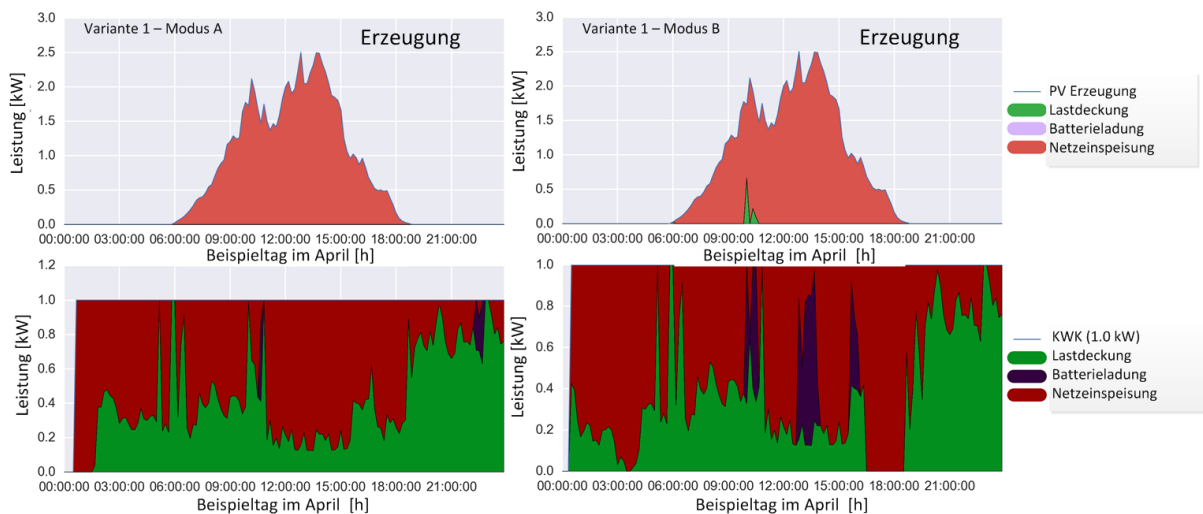 Variante 1 – Modus A
Erzeugung
Leistung [kW]
3.0
2.5
2.0
1.5
1.0
0.5
0.0
00:00:00 03:00:00 06:00:00 09:00:00 12:00:00 15:00:00 18:00:00 21:00:00
Beispieltag im April [h]
Variante 1 – Modus B
Erzeugung
Leistung [kW]
3.0
2.5
2.0
1.5
1.0
0.5
0.0
00:00:00 03:00:00 06:00:00 09:00:00 12:00:00 15:00:00 18:00:00 21:00:00
Beispieltag im April [h]
PV Erzeugung
Lastdeckung
Batterieladung
Netzeinspeisung
Leistung [kW]
1.2
1.0
0.8
0.6
0.4
0.2
0.0
00:00:00 03:00:00 06:00:00 09:00:00 12:00:00 15:00:00 18:00:00 21:00:00
Beispieltag im April [h]
Leistung [kW]
1.0
0.8
0.6
0.4
0.2
0.0
00:00:00 03:00:00 06:00:00 09:00:00 12:00:00 15:00:00 18:00:00 21:00:00
Beispieltag im April [h]
KWK (1.0 kW)
Lastdeckung
Batterieladung
Netzeinspeisung